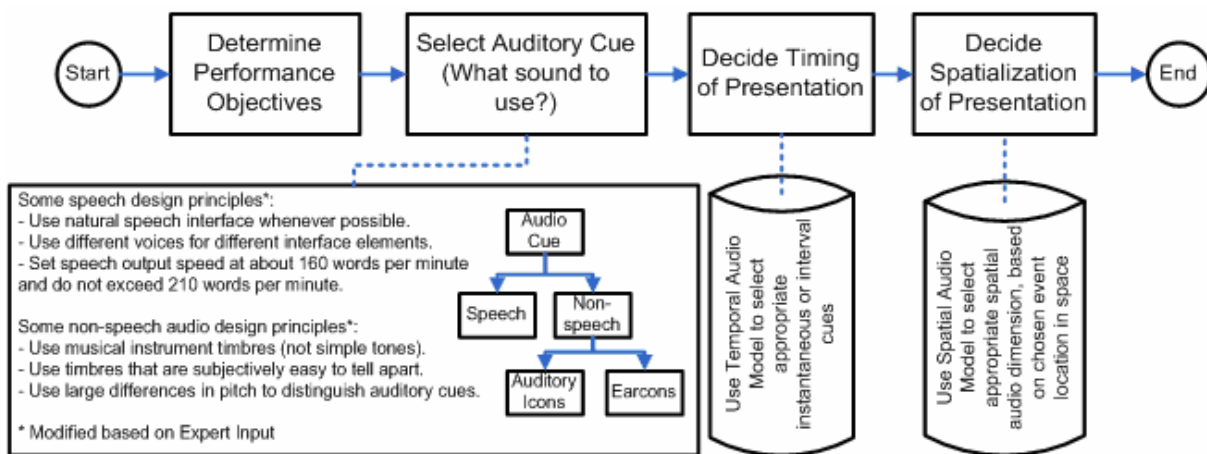 Start
Determine
Performance
Objectives
Select Auditory Cue
(What sound to
use?)
Decide Timing
of Presentation
Decide
Spatialization
of Presentation
End
Some speech design principles*:
- Use natural speech interface whenever possible.
- Use different voices for different interface elements.
- Set speech output speed at about 160 words per minute
and do not exceed 210 words per minute.
Some non-speech audio design principles*:
- Use musical instrument timbres (not simple tones).
- Use timbres that are subjectively easy to tell apart.
- Use large differences in pitch to distinguish auditory cues.
* Modified based on Expert Input
Audio
Cue
Speech
Non-
speech
Auditory
Icons
Earcons
Use Temporal Audio
Model to select
appropriate
instantaneous or interval
cues
Use Spatial Audio
Model to select
appropriate spatial
audio dimension, based
on chosen event
location in space